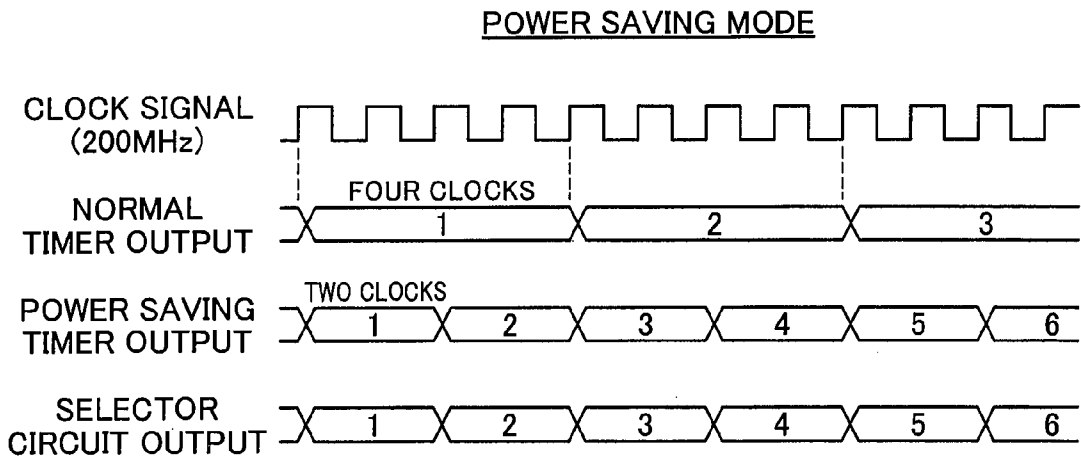 POWER SAVING MODE
CLOCK SIGNAL
(200MHz)
FOUR CLOCKS
NORMAL
TIMER OUTPUT
1 2 3
TWO CLOCKS
POWER SAVING
TIMER OUTPUT
1 2 3 4 5 6
SELECTOR
CIRCUIT OUTPUT
1 2 3 4 5 6